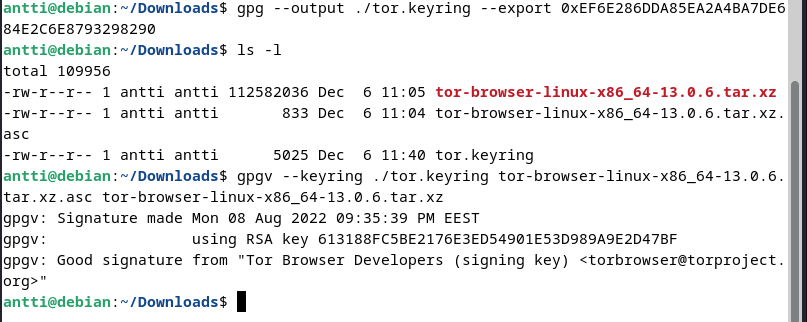 antti@debian:~/Downloads$ gpg --output ./tor.keyring --export 0xEF6E286DDA85EA2A4BA7DE6
84E2C6E8793298290
antti@debian:~/Downloads$ ls -l
total 109956
-rw-r--r-- 1 antti antti 112582036 Dec  6 11:05 tor-browser-linux-x86_64-13.0.6.tar.xz
-rw-r--r-- 1 antti antti       833 Dec  6 11:04 tor-browser-linux-x86_64-13.0.6.tar.xz.
asc
-rw-r--r-- 1 antti antti      5025 Dec  6 11:40 tor.keyring
antti@debian:~/Downloads$ gpgv --keyring ./tor.keyring tor-browser-linux-x86_64-13.0.6.
tar.xz.asc tor-browser-linux-x86_64-13.0.6.tar.xz
gpgv: Signature made Mon 08 Aug 2022 09:35:39 PM EEST
gpgv:                using RSA key 613188FC5BE2176E3ED54901E53D989A9E2D47BF
gpgv: Good signature from "Tor Browser Developers (signing key) <torbrowser@torproject.
org>"
antti@debian:~/Downloads$